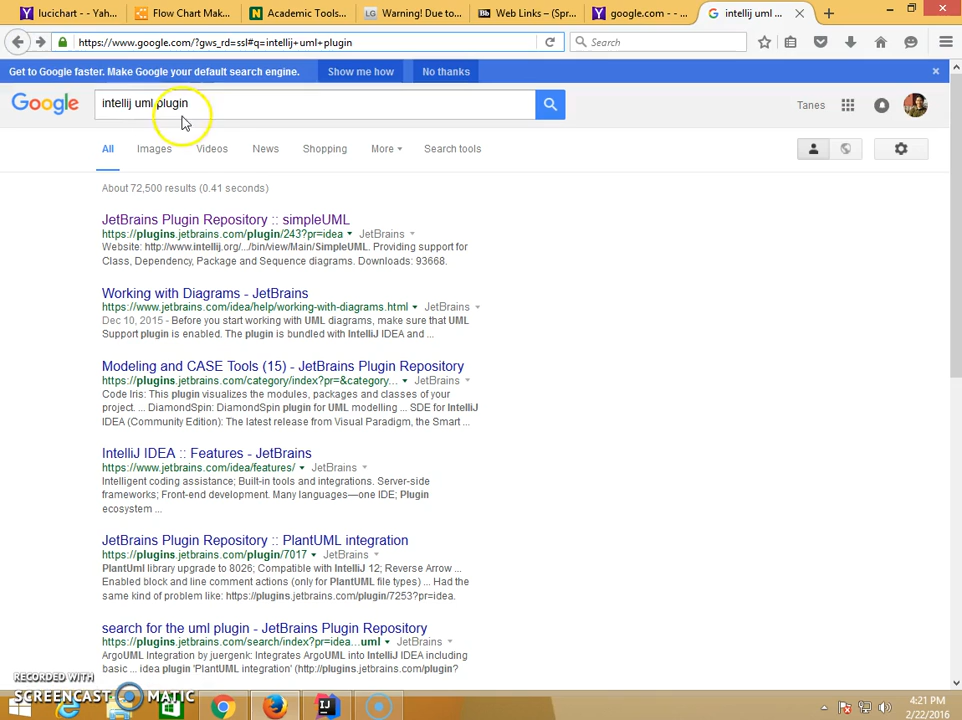 lucichart - Yah...
Flow Chart Mak...
Academic Tools...
Warning! Due to...
Web Links – (Spr...
google.com - ...
intellij uml ...
https://www.google.com/?gws_rd=ssl#q=intellij+uml+plugin
Search
Get to Google faster. Make Google your default search engine.
Show me how
No thanks
Google
intellij uml plugin
Tanes
All
Images
Videos
News
Shopping
More
Search tools
About 72,500 results (0.41 seconds)
JetBrains Plugin Repository :: simpleUML
https://plugins.jetbrains.com/plugin/243?pr=idea JetBrains
Website: http://www.intellij.org/.../bin/view/Main/SimpleUML. Providing support for
Class, Dependency, Package and Sequence diagrams. Downloads: 93668.
Working with Diagrams - JetBrains
https://www.jetbrains.com/idea/help/working-with-diagrams.html JetBrains
Dec 10, 2015 - Before you start working with UML diagrams, make sure that UML
Support plugin is enabled. The plugin is bundled with IntelliJ IDEA and ...
Modeling and CASE Tools (15) - JetBrains Plugin Repository
https://plugins.jetbrains.com/category/index?pr=&category... JetBrains
Code Iris: This plugin visualizes the modules, packages and classes of your
project. ... DiamondSpin: DiamondSpin plugin for UML modelling ... SDE for IntelliJ
IDEA (Community Edition): The latest release from Visual Paradigm, the Smart ...
IntelliJ IDEA :: Features - JetBrains
https://www.jetbrains.com/idea/features/ JetBrains
Intelligent coding assistance; Built-in tools and integrations. Server-side
frameworks; Front-end development. Many languages—one IDE; Plugin
ecosystem ...
JetBrains Plugin Repository :: PlantUML integration
https://plugins.jetbrains.com/plugin/7017 JetBrains
PlantUml library upgrade to 8026; Compatible with IntelliJ 12; Reverse Arrow ...
Enabled block and line comment actions (only for PlantUML file types) ... Had the
same kind of problem like: https://plugins.jetbrains.com/plugin/7253?pr=idea.
search for the uml plugin - JetBrains Plugin Repository
https://plugins.jetbrains.com/search/index?pr=idea...uml JetBrains
ArgoUML Integration by juergenk: Integrates ArgoUML into IntelliJ IDEA including
basic ... idea plugin 'PlantUML integration' (http://plugins.jetbrains.com/plugin?
RECORDED WITH
SCREENCAST MATIC
4:21 PM
2/22/2016